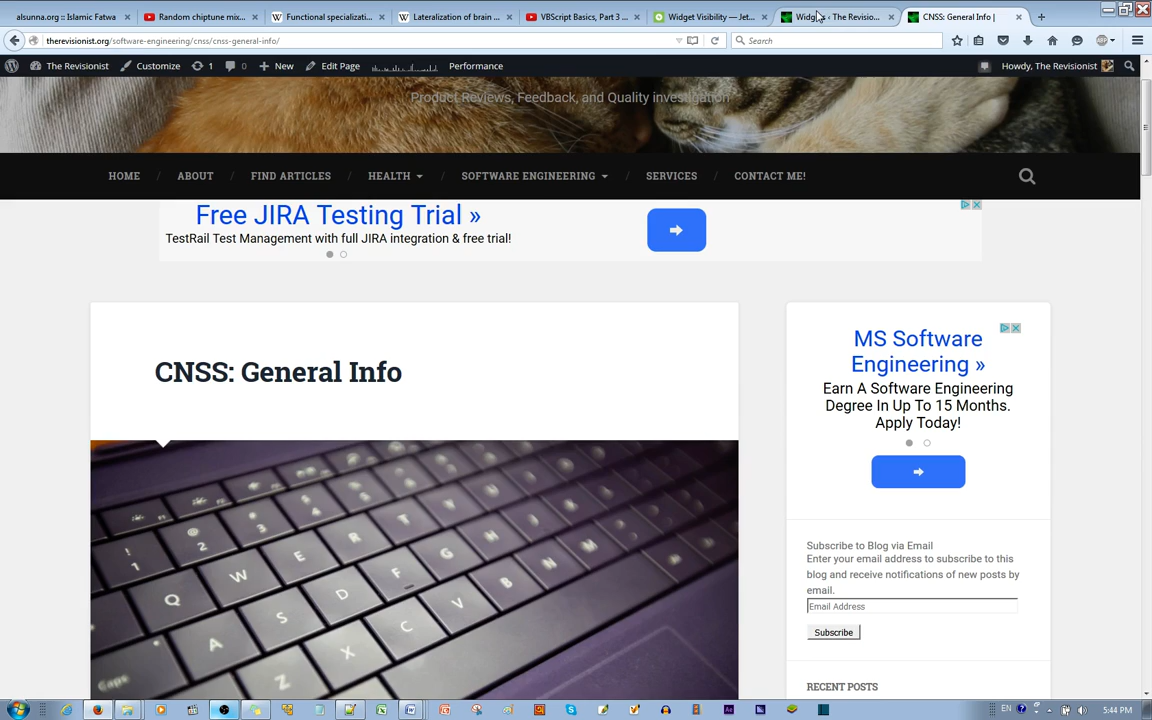 alsunna.org :: Islamic Fatwa
Random chiptune mix...
Functional specializati...
Lateralization of brain ...
VBScript Basics, Part 3 ...
Widget Visibility — Jet...
Widgets ‹ The Revisio...
CNSS: General Info |
therevisionist.org/software-engineering/cnss/cnss-general-info/
Search
The Revisionist
Customize
1
0
New
Edit Page
Performance
Howdy, The Revisionist
Product Reviews, Feedback, and Quality investigation
HOME / ABOUT / FIND ARTICLES / HEALTH / SOFTWARE ENGINEERING / SERVICES / CONTACT ME!
Free JIRA Testing Trial »
TestRail Test Management with full JIRA integration & free trial!
CNSS: General Info
MS Software
Engineering »
Earn A Software Engineering
Degree In Up To 15 Months.
Apply Today!
Subscribe to Blog via Email
Enter your email address to subscribe to this
blog and receive notifications of new posts by
email.
Email Address
Subscribe
RECENT POSTS
! 1
@ 2
3
$ 4
Q W E R T
A S D F G H
Z X C V B N M
Caps
EN
5:44 PM